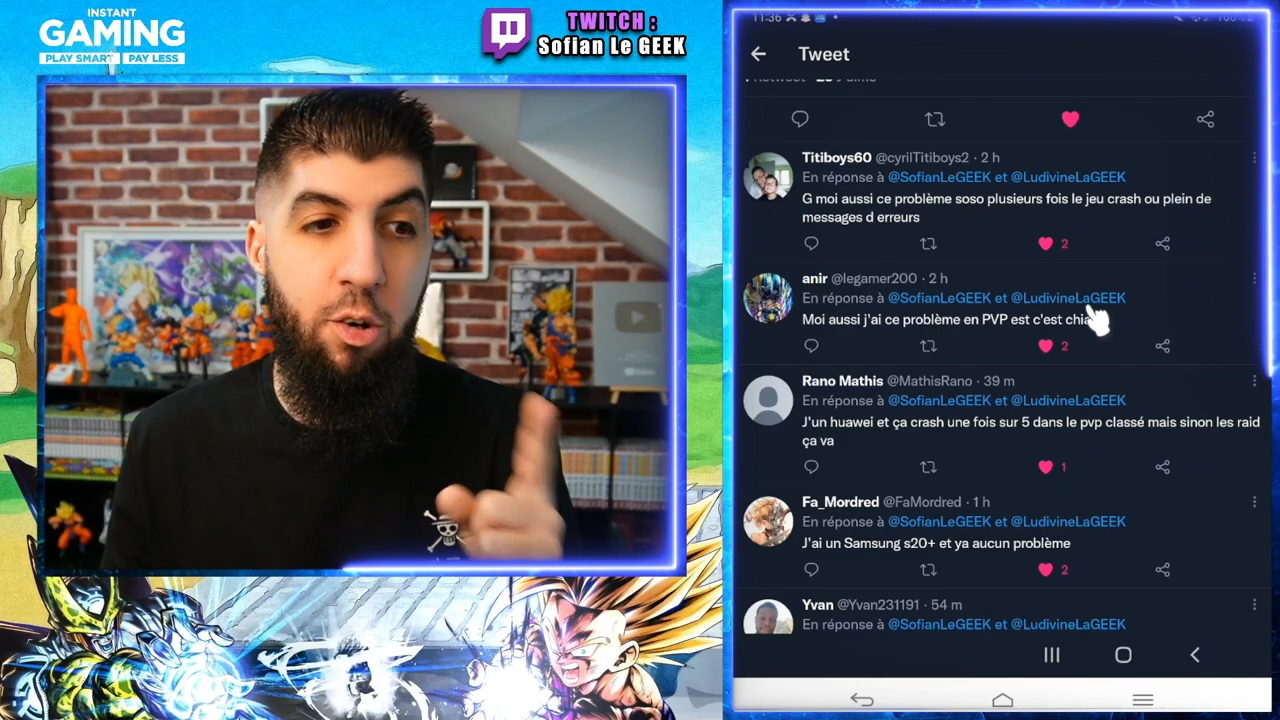 INSTANT
GAMING
PLAY SMART PAY LESS
TWITCH :
Sofian Le GEEK
11:36
Tweet
Titiboys60 @cyrilTitiboys2 · 2 h
En réponse à @SofianLeGEEK et @LudivineLaGEEK
G moi aussi ce problème soso plusieurs fois le jeu crash ou plein de
messages d erreurs
2
anir @legamer200 · 2 h
En réponse à @SofianLeGEEK et @LudivineLaGEEK
Moi aussi j'ai ce problème en PVP est c'est
2
Rano Mathis @MathisRano · 39 m
En réponse à @SofianLeGEEK et @LudivineLaGEEK
J'un huawei et ça crash une fois sur 5 dans le pvp classé mais sinon les raid
ça va
1
Fa_Mordred @FaMordred · 1 h
En réponse à @SofianLeGEEK et @LudivineLaGEEK
J'ai un Samsung s20+ et ya aucun problème
2
Yvan @Yvan231191 · 54 m
En réponse à @SofianLeGEEK et @LudivineLaGEEK